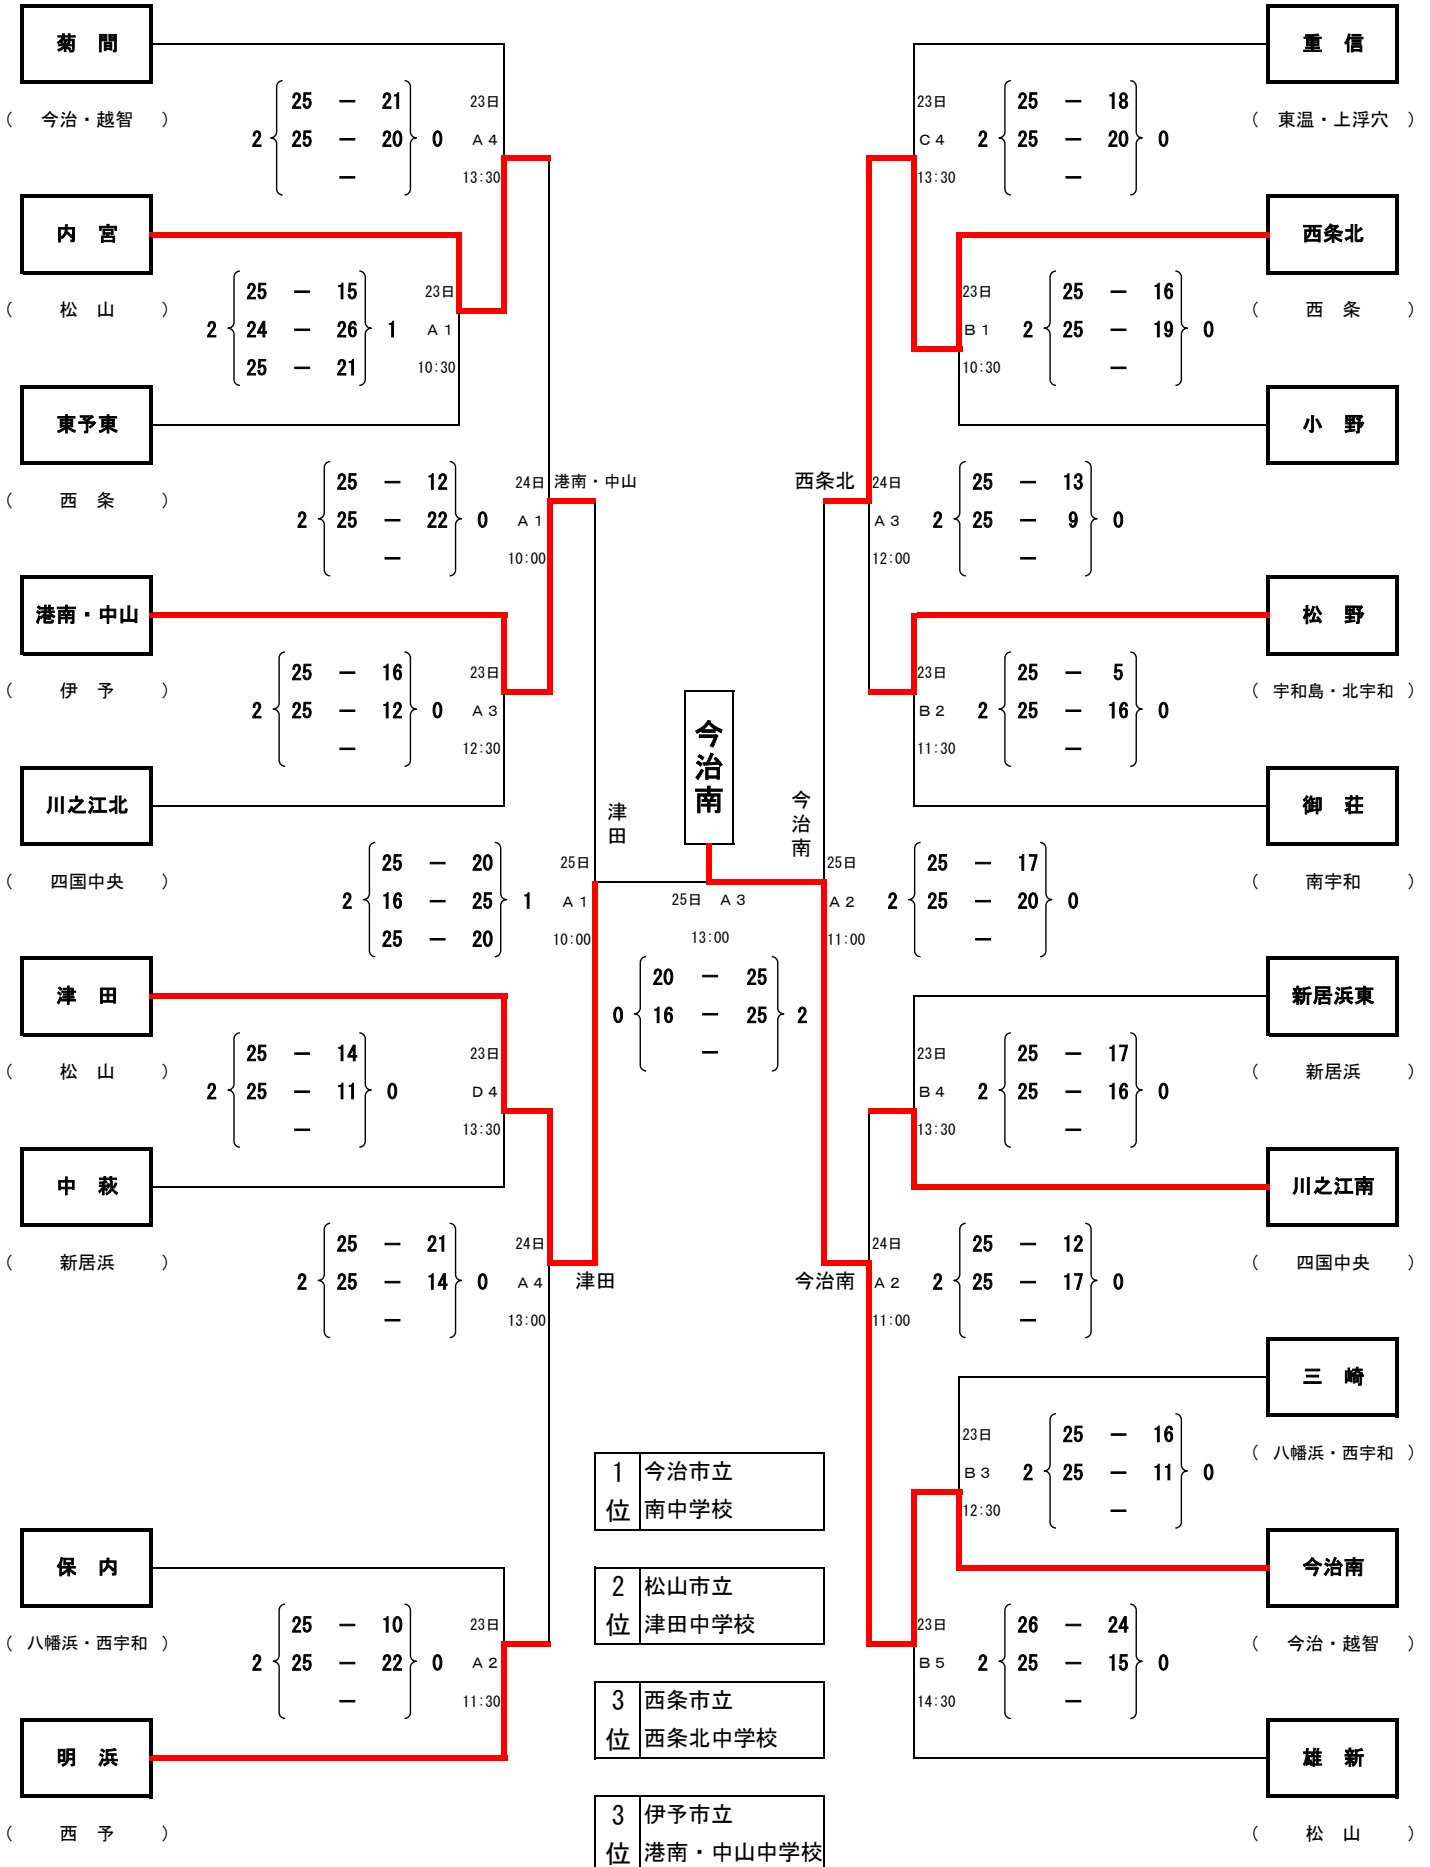 菊 間
( 今治・越智 )
2 25 － 21 0 23日
25 － 20 A4
－ 13:30
内 宮
( 松 山 )
2 25 － 15 1 23日
24 － 26 A1
25 － 21 10:30
東予東
( 西 条 )
2 25 － 12 0 24日 港南・中山
25 － 22 A1
－ 10:00
港南・中山
( 伊 予 )
2 25 － 16 0 23日
25 － 12 A3
－ 12:30
川之江北
( 四国中央 )
津田
2 25 － 20 1 25日
16 － 25 A1
25 － 20 10:00
津 田
( 松 山 )
2 25 － 14 0 23日
25 － 11 D4
－ 13:30
中 萩
( 新居浜 )
2 25 － 21 0 24日
25 － 14 A4 津田
－ 13:00
保 内
( 八幡浜・西宇和 )
2 25 － 10 0 23日
25 － 22 A2
－ 11:30
明 浜
( 西 予 )
今治南
25日 A3
13:00
0 20 － 25 2
16 － 25
－
重 信
( 東温・上浮穴 )
23日 2 25 － 18 0
C4 25 － 20
13:30 －
西条北
( 西 条 )
23日 2 25 － 16 0
B1 25 － 19
10:30 －
小 野
西条北 24日 2 25 － 13 0
A3 25 － 9
12:00 －
松 野
( 宇和島・北宇和 )
23日 2 25 － 5 0
B2 25 － 16
11:30 －
御 荘
( 南宇和 )
今治南
25日 2 25 － 17 0
A2 25 － 20
11:00 －
新居浜東
( 新居浜 )
23日 2 25 － 17 0
B4 25 － 16
13:30 －
川之江南
( 四国中央 )
24日 2 25 － 12 0
今治南 A2 25 － 17
11:00 －
三 崎
( 八幡浜・西宇和 )
23日 2 25 － 16 0
B3 25 － 11
12:30 －
今治南
( 今治・越智 )
23日 2 26 － 24 0
B5 25 － 15
14:30 －
雄 新
( 松 山 )
1位 今治市立
南中学校
2位 松山市立
津田中学校
3位 西条市立
西条北中学校
3位 伊予市立
港南・中山中学校